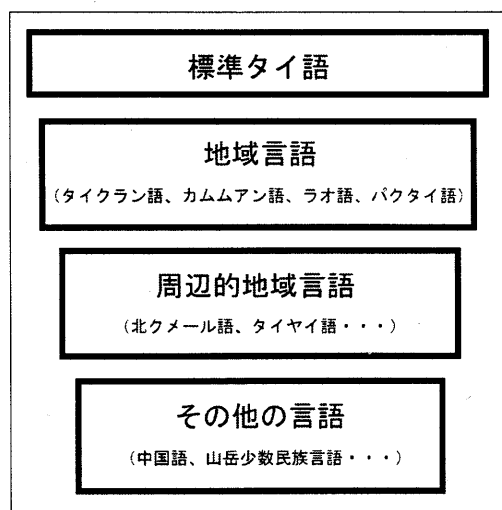 標準タイ語
地域言語
(タイクラン語、カムムアン語、ラオ語、パクタイ語)
周辺的地域言語
(北クメール語、タイヤイ語・・・)
その他の言語
(中国語、山岳少数民族言語・・・)